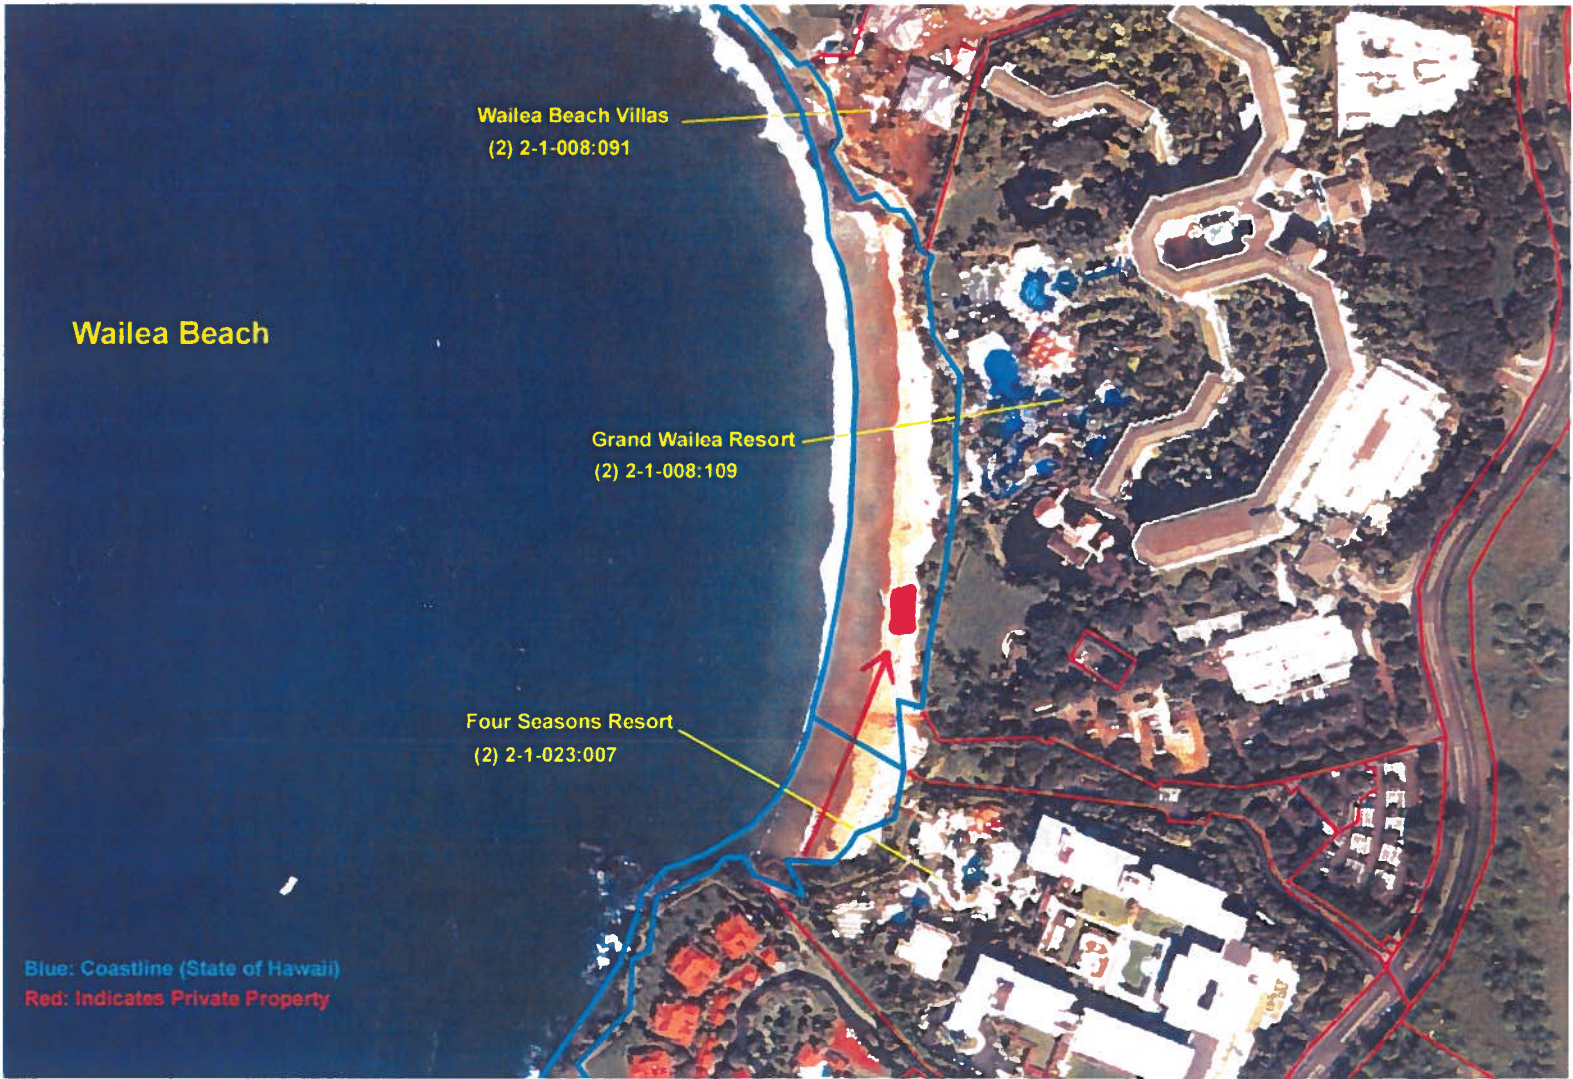 Wailea Beach Villas
(2) 2-1-008:091
Wailea Beach
Grand Wailea Resort
(2) 2-1-008:109
Four Seasons Resort
(2) 2-1-023:007
Blue: Coastline (State of Hawaii)
Red: Indicates Private Property